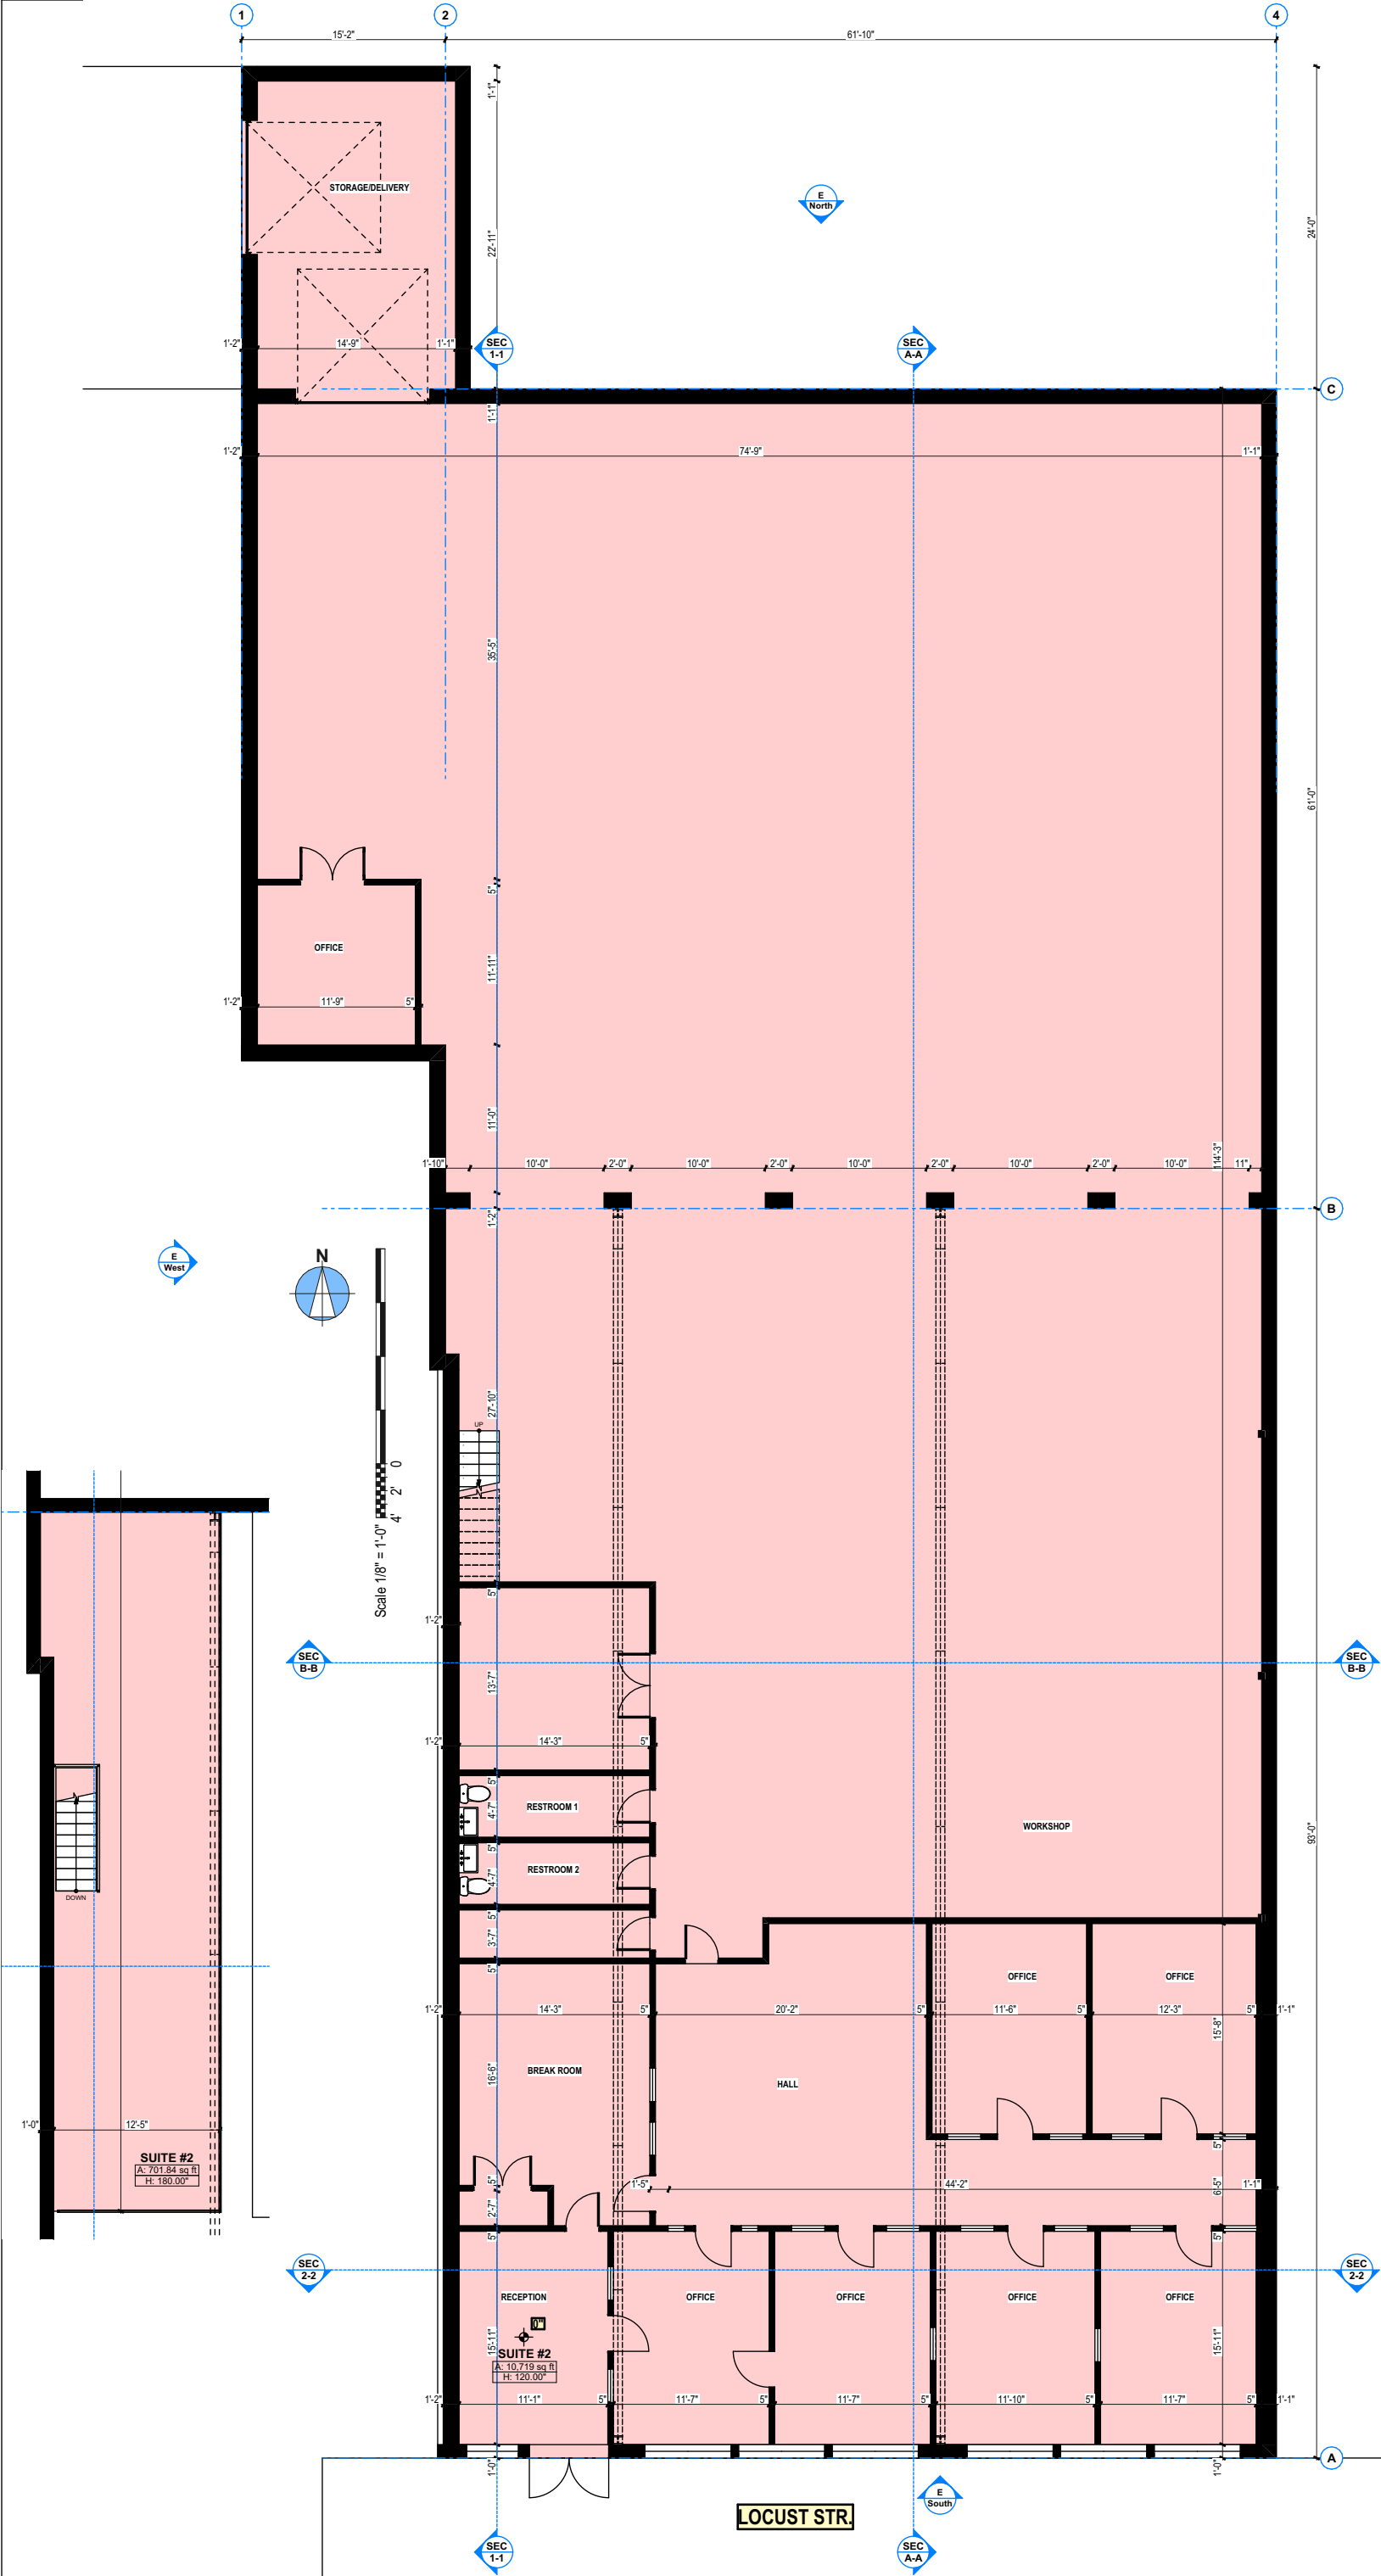 1
2
4
15'-2"
61'-10"
1'-1"
STORAGE/DELIVERY
E
North
22'-11"
24'-0"
1'-2"
14'-9"
1'-1"
SEC
1-1
SEC
A-A
C
1'-1"
1'-2"
74'-9"
1'-1"
35'-5"
61'-0"
5"
OFFICE
11'-11"
1'-2"
11'-9"
5"
11'-0"
114'-3"
1'-10"
10'-0"
2'-0"
10'-0"
2'-0"
10'-0"
2'-0"
10'-0"
2'-0"
10'-0"
11"
B
1'-2"
E
West
N
27'-10"
UP
Scale 1/8" = 1'-0"
4'
2'
0
5"
1'-2"
SEC
B-B
SEC
B-B
13'-7"
1'-2"
14'-3"
5"
5"
RESTROOM 1
4'-7"
WORKSHOP
93'-0"
5"
RESTROOM 2
4'-7"
DOWN
5"
3'-7"
5"
OFFICE
OFFICE
1'-2"
14'-3"
5"
20'-2"
5"
11'-6"
5"
12'-3"
5"
1'-1"
15'-8"
BREAK ROOM
16'-6"
HALL
1'-0"
12'-5"
SUITE #2
A: 701.84 sq ft
H: 180.00"
5"
5"
1'-5"
44'-2"
1'-1"
6'-5"
2'-7"
5"
5"
SEC
2-2
SEC
2-2
RECEPTION
OFFICE
OFFICE
OFFICE
OFFICE
0"
15'-11"
15'-11"
SUITE #2
A: 10,719 sq ft
H: 120.00"
1'-2"
11'-1"
5"
11'-7"
5"
11'-7"
5"
11'-10"
5"
11'-7"
5"
1'-1"
A
1'-0"
1'-0"
E
South
LOCUST STR.
SEC
1-1
SEC
A-A